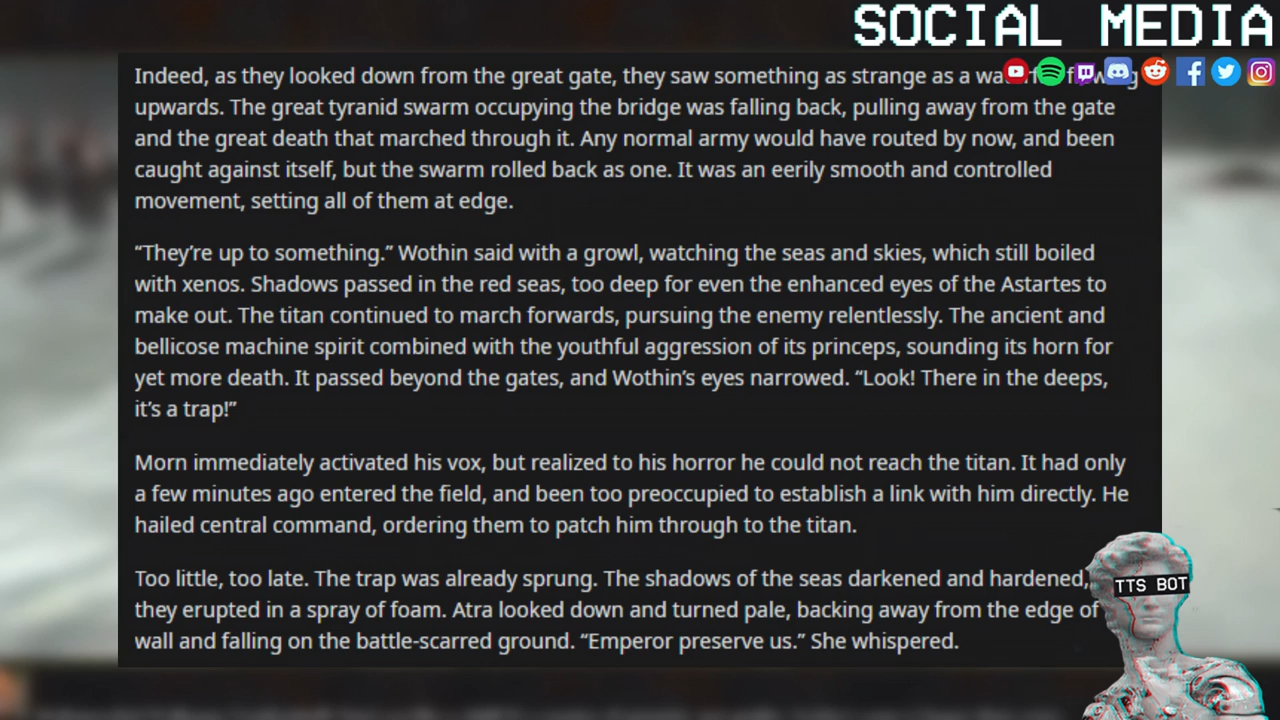 SOCIAL MEDIA
Indeed, as they looked down from the great gate, they saw something as strange as a
upwards. The great tyranid swarm occupying the bridge was falling back, pulling away from the gate
and the great death that marched through it. Any normal army would have routed by now, and been
caught against itself, but the swarm rolled back as one. It was an eerily smooth and controlled
movement, setting all of them at edge.
“They’re up to something.” Wothin said with a growl, watching the seas and skies, which still boiled
with xenos. Shadows passed in the red seas, too deep for even the enhanced eyes of the Astartes to
make out. The titan continued to march forwards, pursuing the enemy relentlessly. The ancient and
bellicose machine spirit combined with the youthful aggression of its princeps, sounding its horn for
yet more death. It passed beyond the gates, and Wothin’s eyes narrowed. “Look! There in the deeps,
it’s a trap!”
Morn immediately activated his vox, but realized to his horror he could not reach the titan. It had only
a few minutes ago entered the field, and been too preoccupied to establish a link with him directly. He
hailed central command, ordering them to patch him through to the titan.
Too little, too late. The trap was already sprung. The shadows of the seas darkened and hardened,
they erupted in a spray of foam. Atra looked down and turned pale, backing away from the edge of
wall and falling on the battle-scarred ground. “Emperor preserve us.” She whispered.
TTS BOT